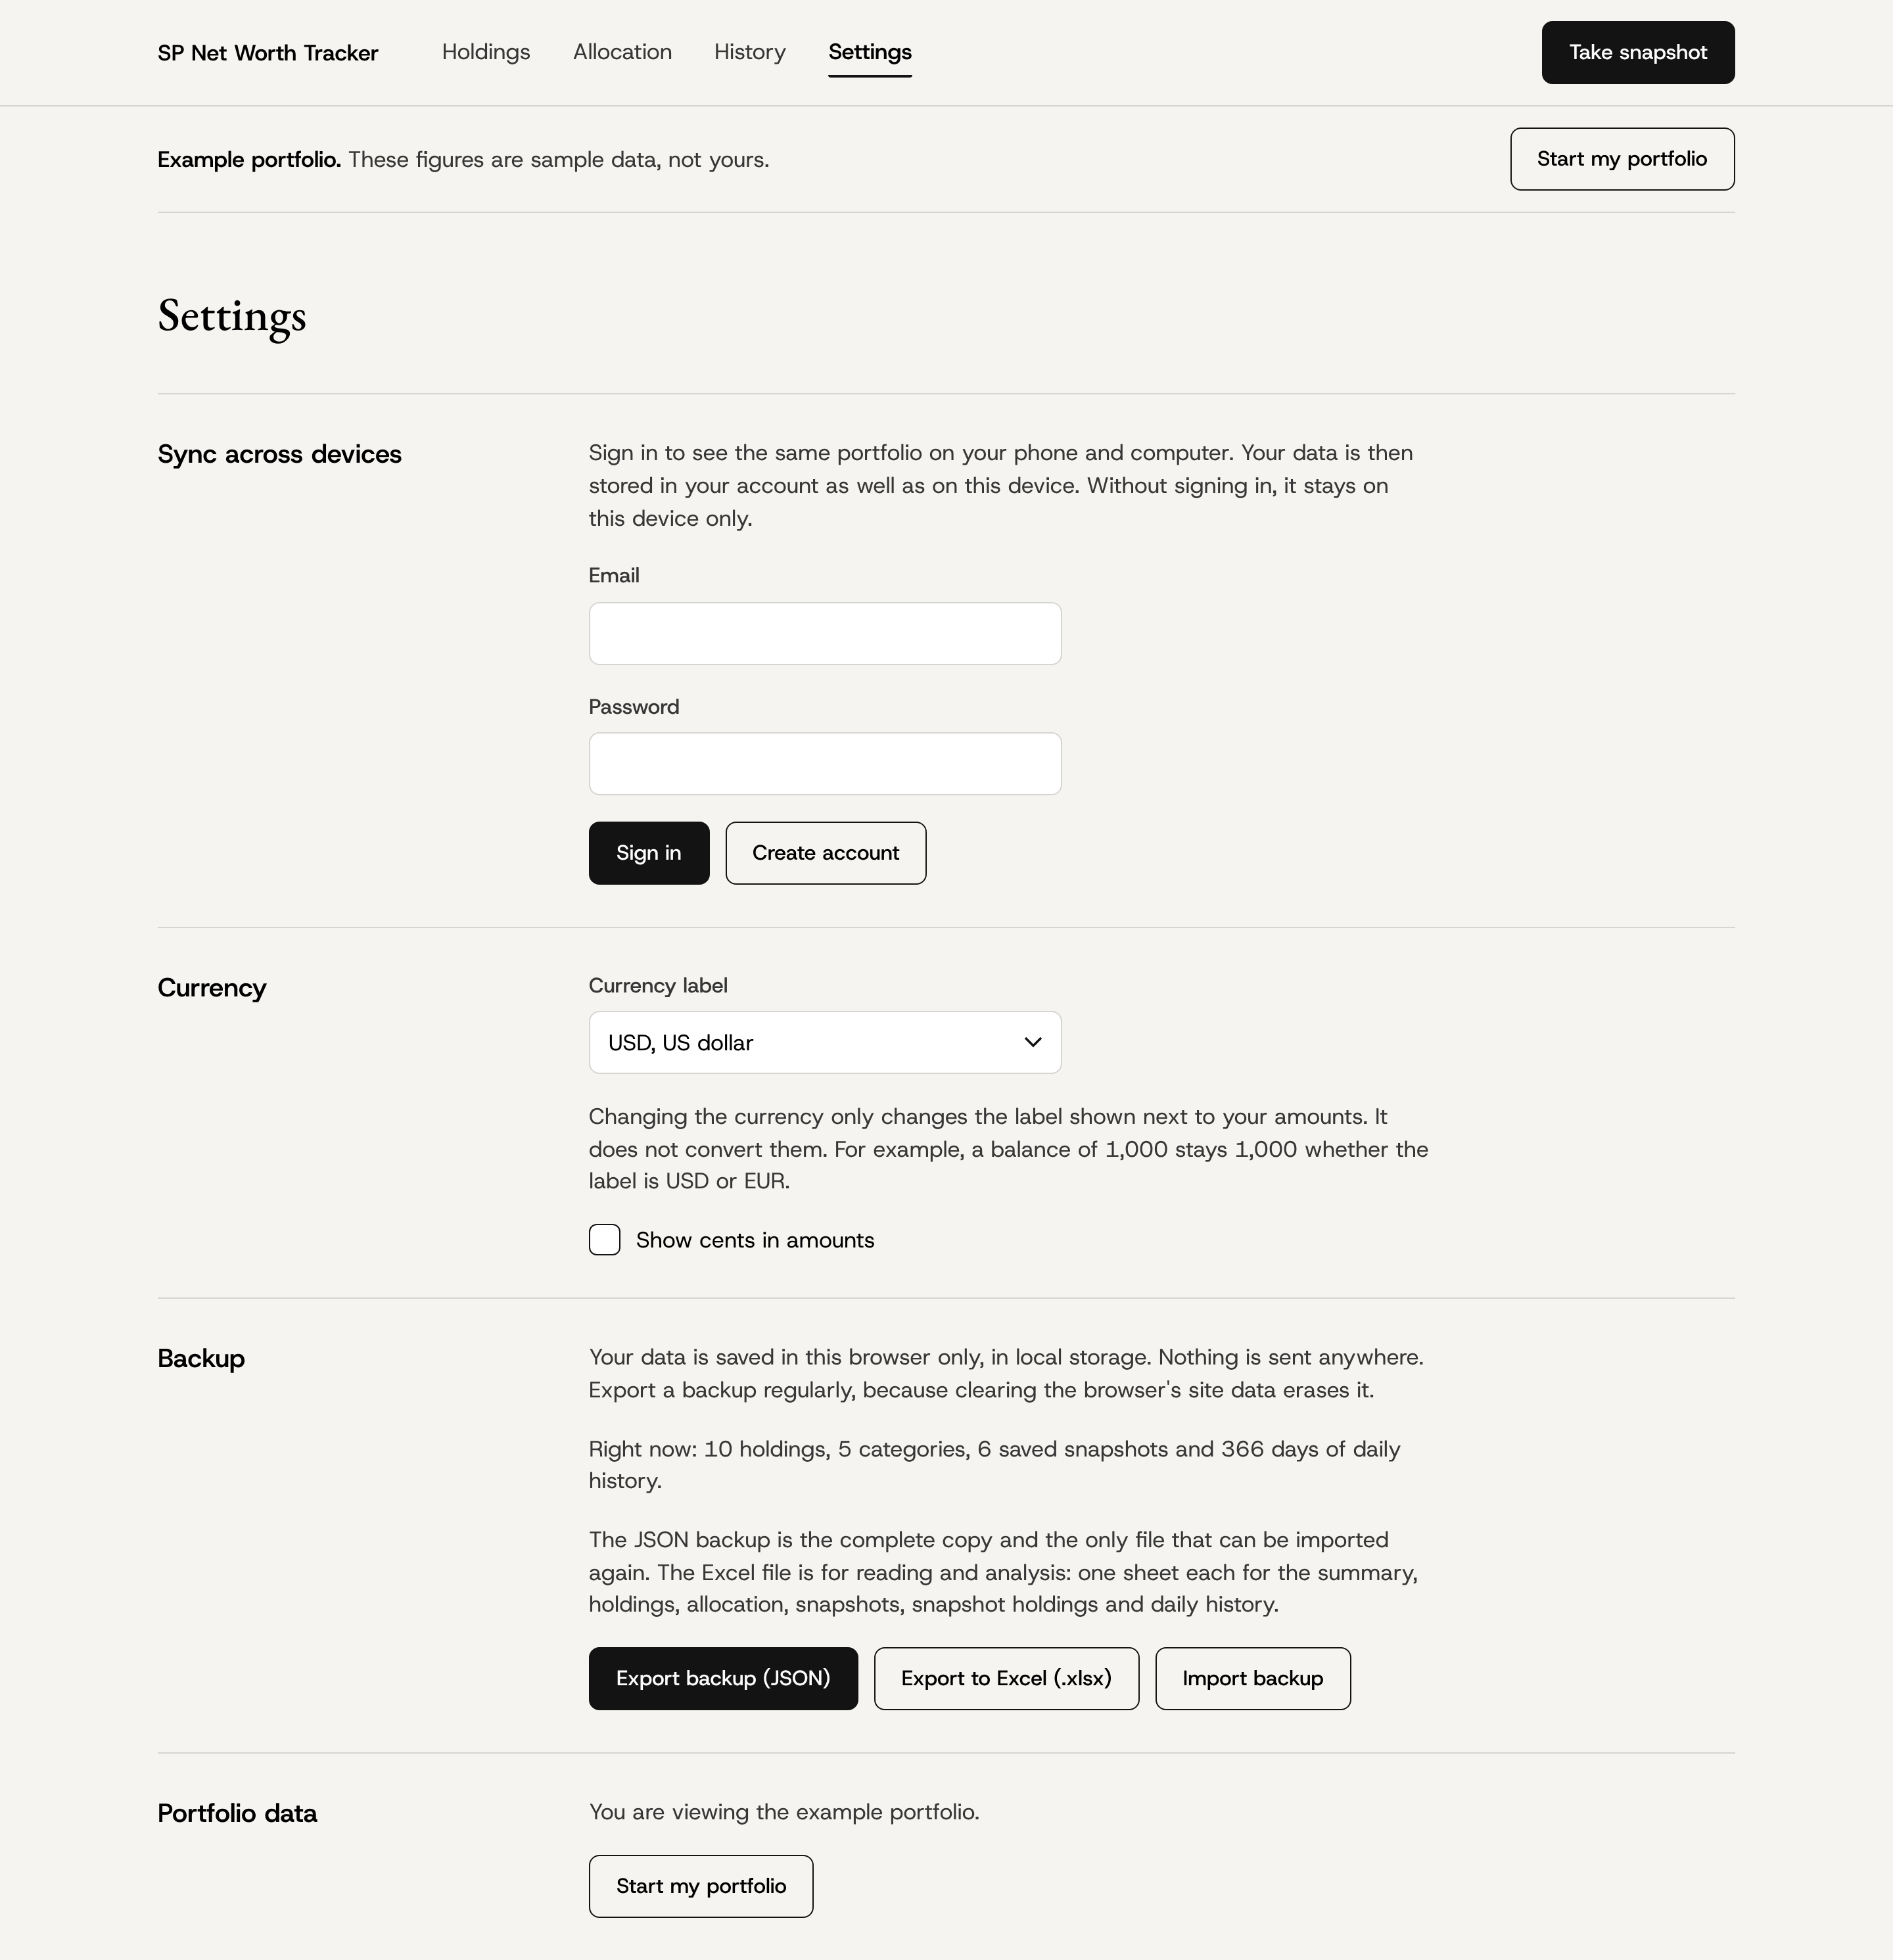 SP Net Worth Tracker
Holdings
Allocation
History
Settings
Take snapshot
Example portfolio. These figures are sample data, not yours.
Start my portfolio
Settings
Sync across devices
Sign in to see the same portfolio on your phone and computer. Your data is then
stored in your account as well as on this device. Without signing in, it stays on
this device only.
Email
Password
Sign in
Create account
Currency
Currency label
USD, US dollar
Changing the currency only changes the label shown next to your amounts. It
does not convert them. For example, a balance of 1,000 stays 1,000 whether the
label is USD or EUR.
Show cents in amounts
Backup
Your data is saved in this browser only, in local storage. Nothing is sent anywhere.
Export a backup regularly, because clearing the browser's site data erases it.
Right now: 10 holdings, 5 categories, 6 saved snapshots and 366 days of daily
history.
The JSON backup is the complete copy and the only file that can be imported
again. The Excel file is for reading and analysis: one sheet each for the summary,
holdings, allocation, snapshots, snapshot holdings and daily history.
Export backup (JSON)
Export to Excel (.xlsx)
Import backup
Portfolio data
You are viewing the example portfolio.
Start my portfolio